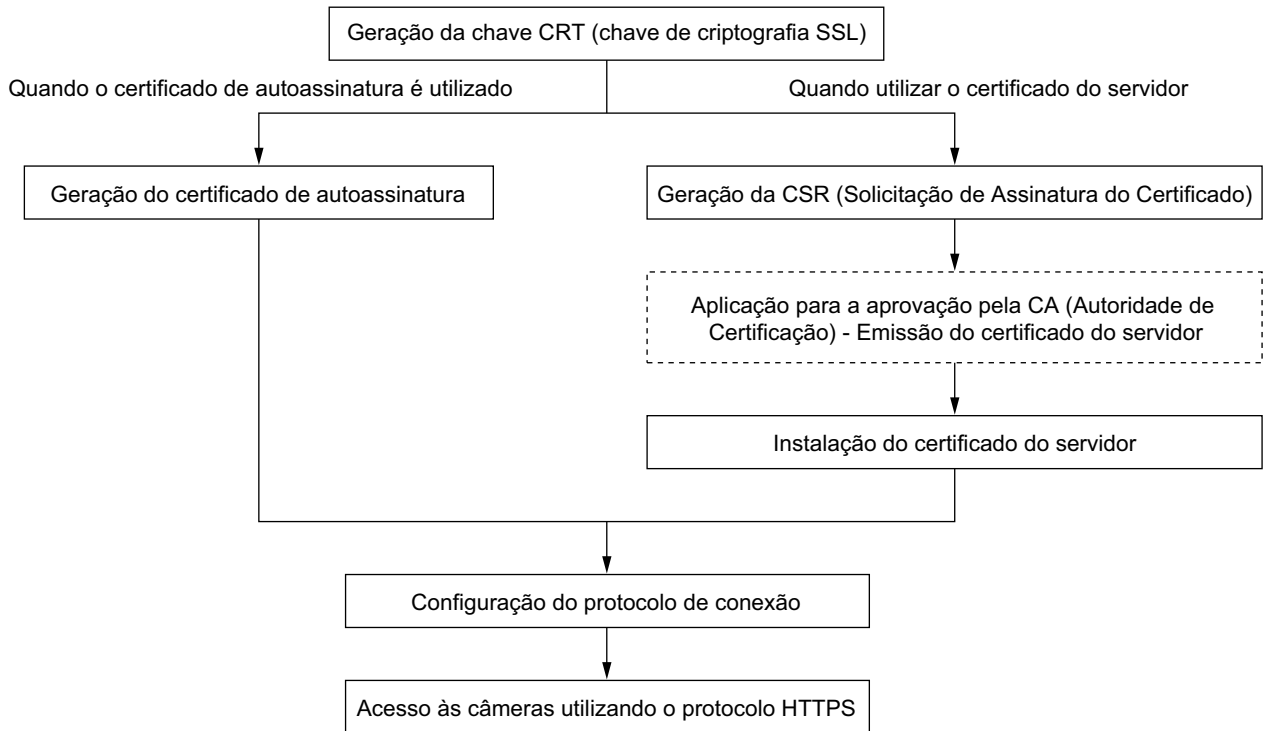 Geração da chave CRT (chave de criptografia SSL)
Quando o certificado de autoassinatura é utilizado
Quando utilizar o certificado do servidor
Geração do certificado de autoassinatura
Geração da CSR (Solicitação de Assinatura do Certificado)
Aplicação para a aprovação pela CA (Autoridade de
Certificação) - Emissão do certificado do servidor
Instalação do certificado do servidor
Configuração do protocolo de conexão
Acesso às câmeras utilizando o protocolo HTTPS